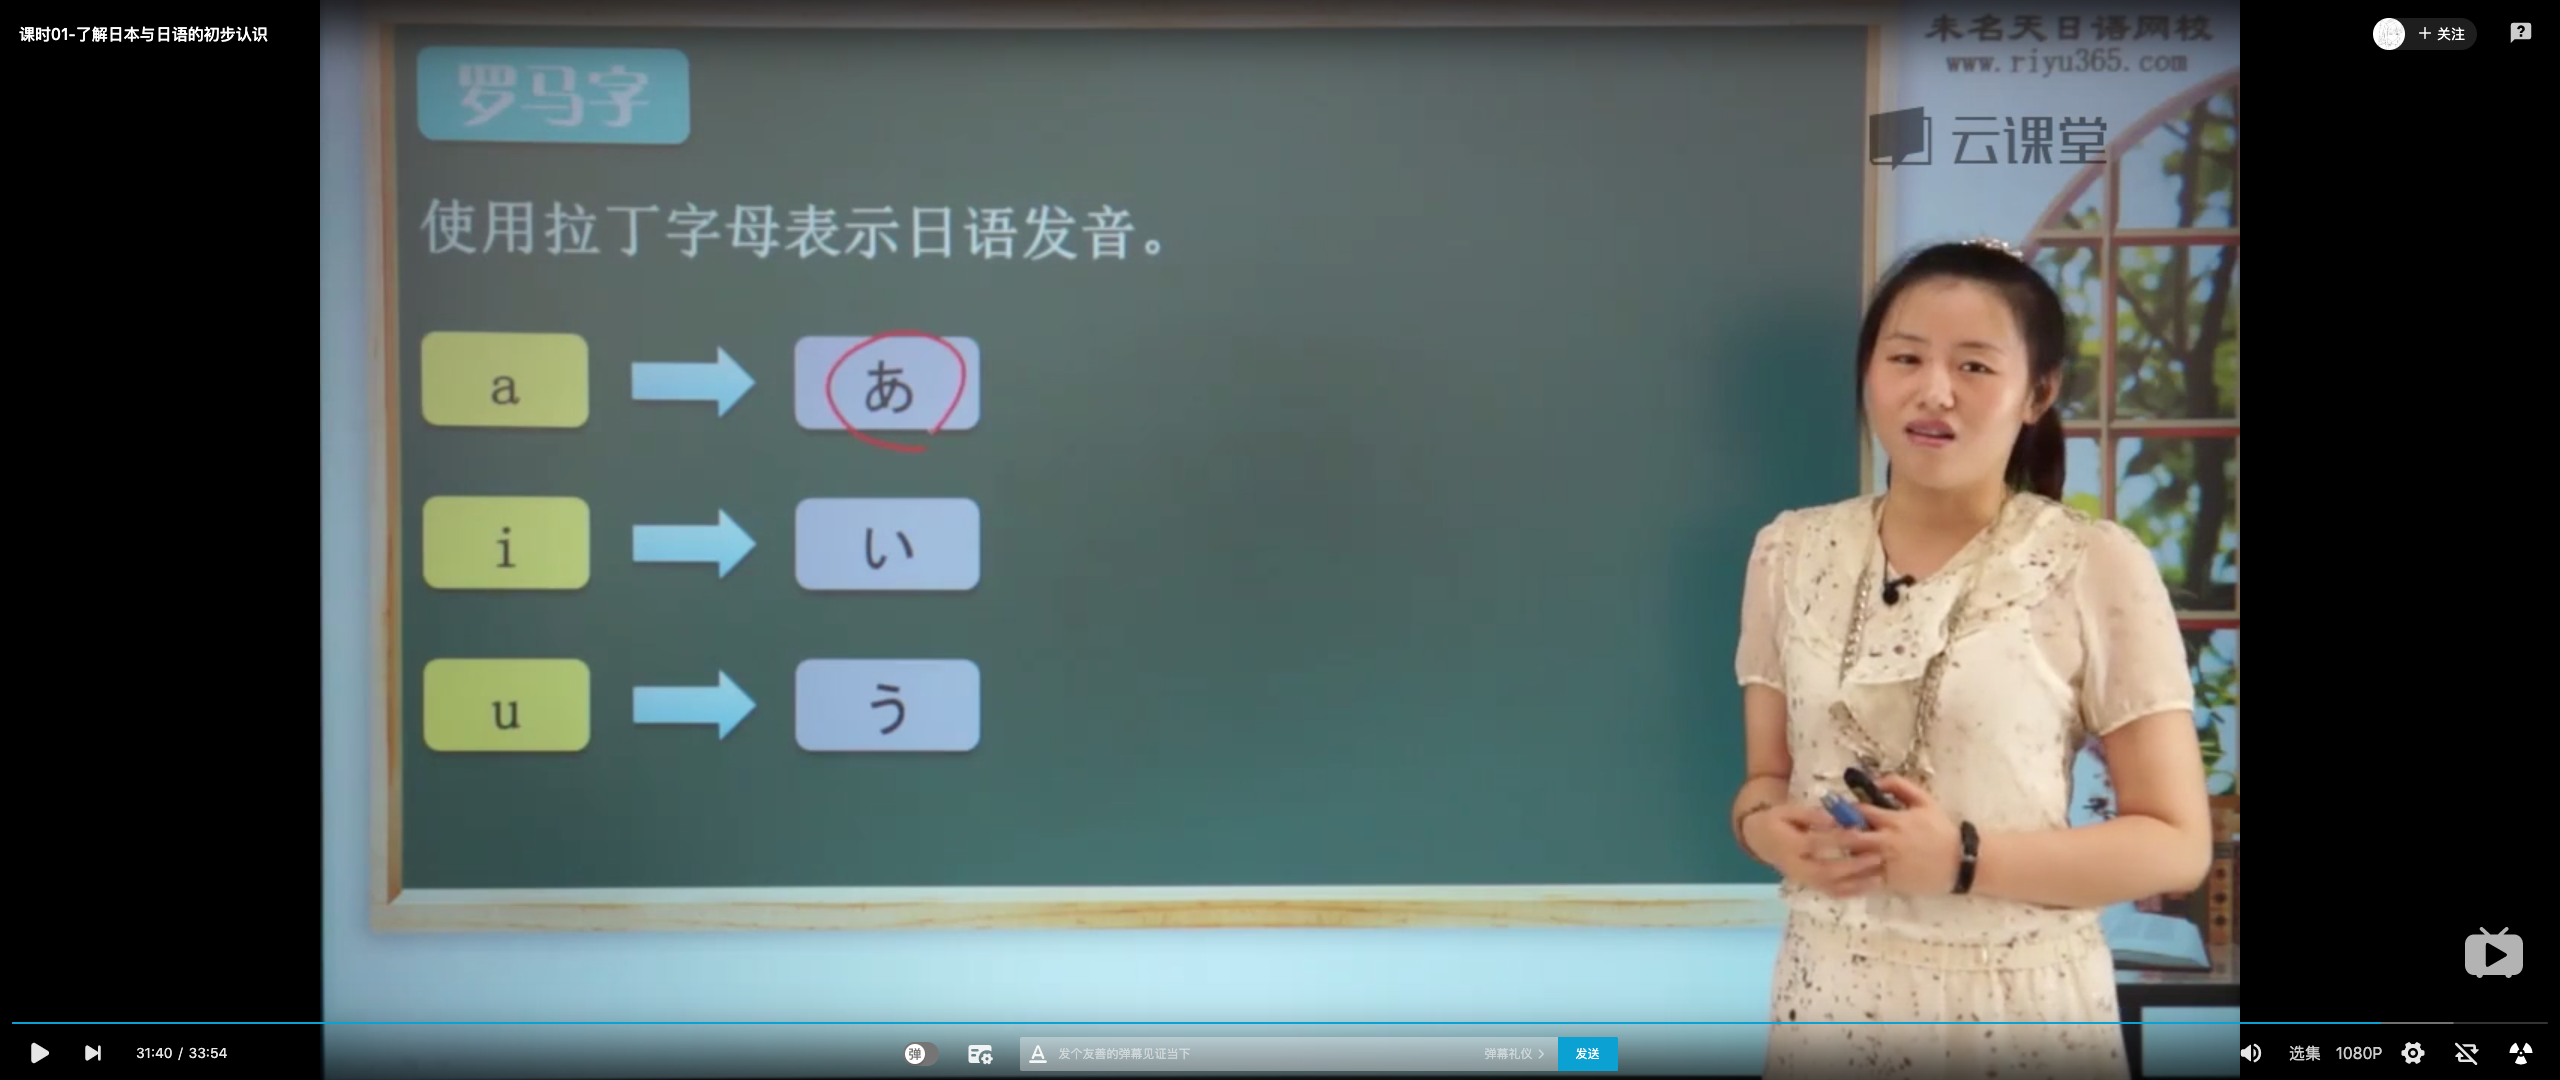 课时01-了解日本与日语的初步认识
关注
未名天日语网校
www.riyu365.com
云课堂
罗马字
使用拉丁字母表示日语发音。
a
あ
i
い
u
う
31:40 / 33:54
弹
A
发个友善的弹幕见证当下
弹幕礼仪
发送
选集
1080P